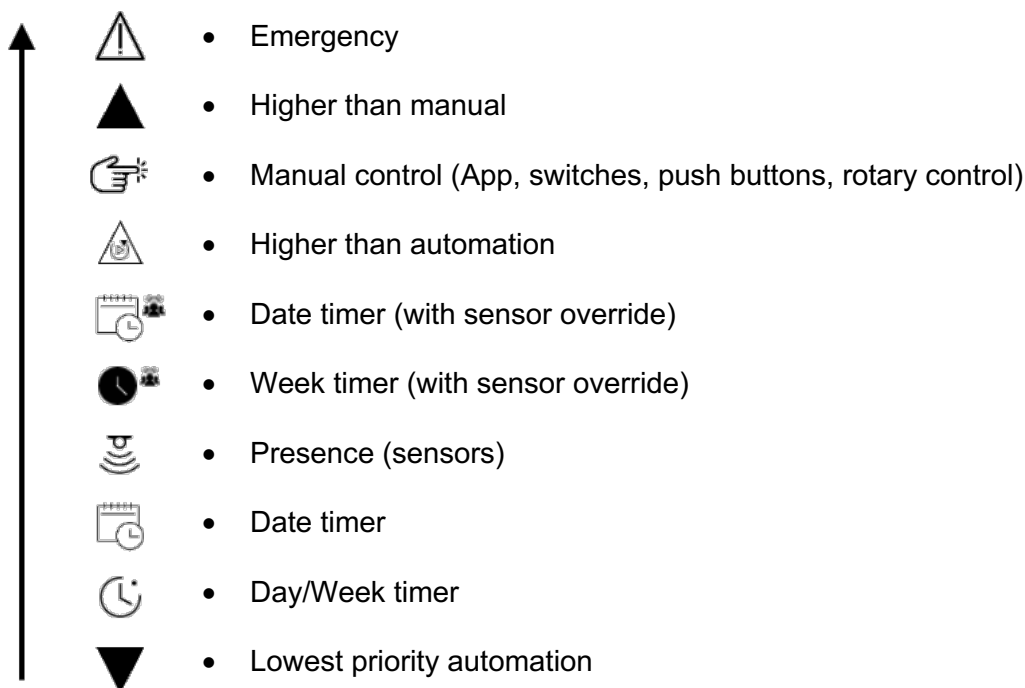 • Emergency
• Higher than manual
• Manual control (App, switches, push buttons, rotary control)
• Higher than automation
• Date timer (with sensor override)
• Week timer (with sensor override)
• Presence (sensors)
• Date timer
• Day/Week timer
• Lowest priority automation